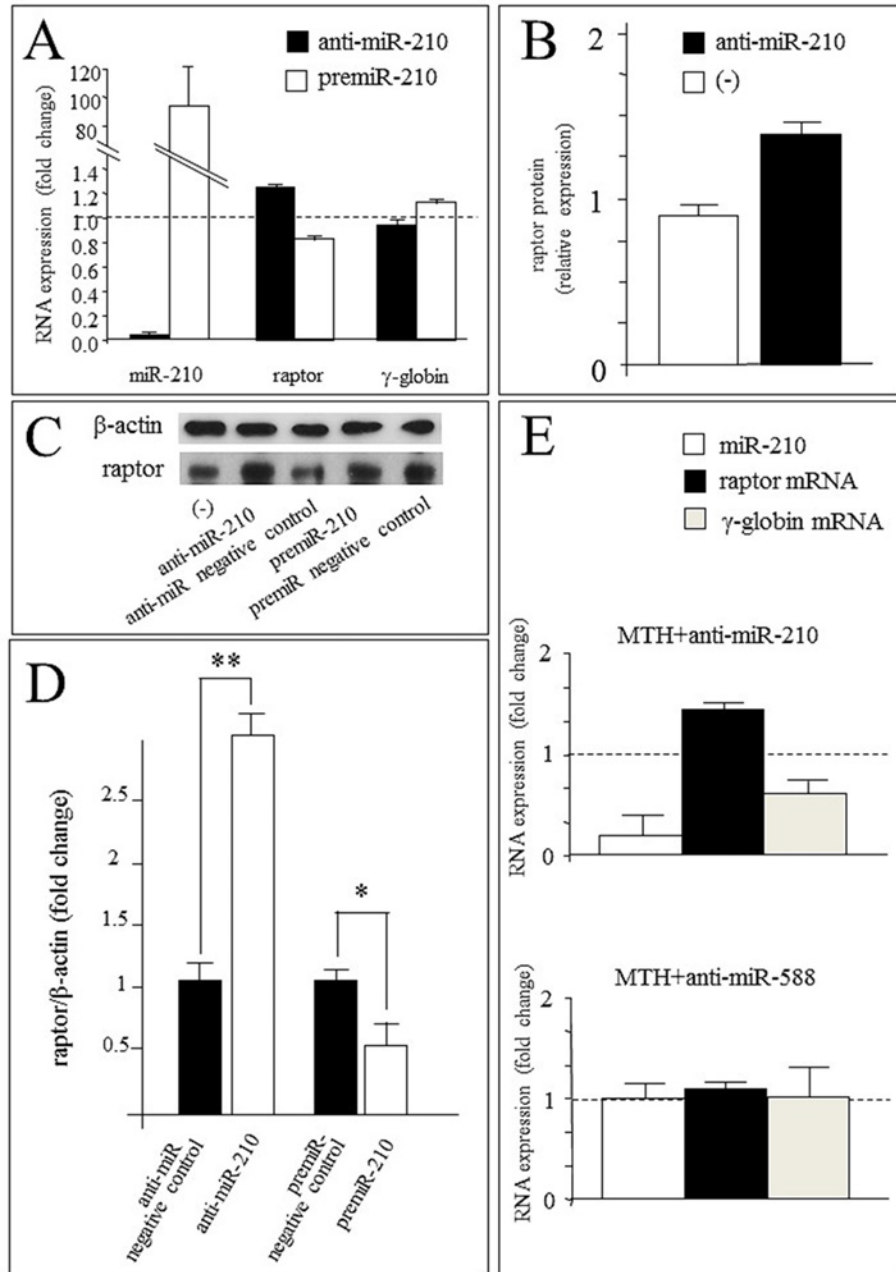 A
anti-miR-210
premiR-210
RNA expression (fold change)
120
100
80
1.4
1.2
1.0
0.8
0.6
0.4
0.2
0.0
miR-210
raptor
γ-globin
B
anti-miR-210
(-)
raptor protein
(relative expression)
2
1
0
C
β-actin
raptor
(-)
anti-miR-210
anti-miR negative control
premiR-210
premiR negative control
D
**
*
raptor/β-actin (fold change)
2.5
2
1.5
1
0.5
anti-miR
negative control
anti-miR-210
premiR-
negative control
premiR-210
E
miR-210
raptor mRNA
γ-globin mRNA
MTH+anti-miR-210
RNA expression (fold change)
2
1
0
MTH+anti-miR-588
RNA expression (fold change)
2
1
0